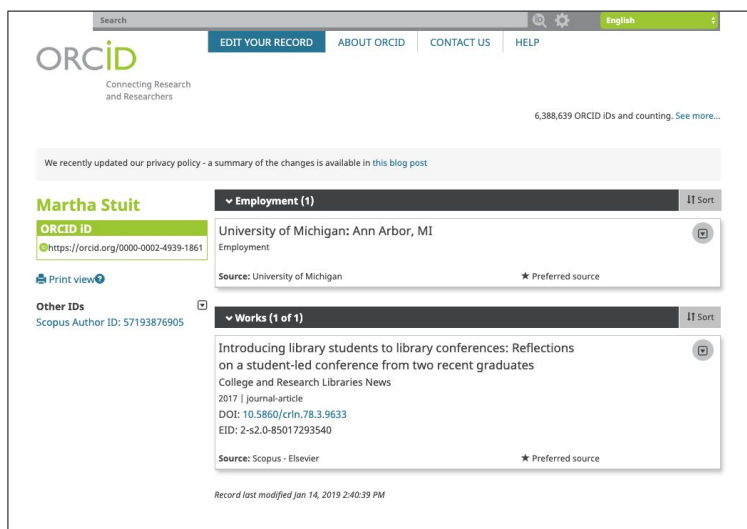 Search
English
ORCID
Connecting Research
and Researchers
EDIT YOUR RECORD ABOUT ORCID CONTACT US HELP
6,388,639 ORCID iDs and counting. See more...
We recently updated our privacy policy - a summary of the changes is available in this blog post
Martha Stuit
ORCID iD
https://orcid.org/0000-0002-4939-1861
Print view
Other IDs
Scopus Author ID: 57193876905
Employment (1) Sort
University of Michigan: Ann Arbor, MI
Employment
Source: University of Michigan ★ Preferred source
Works (1 of 1) Sort
Introducing library students to library conferences: Reflections
on a student-led conference from two recent graduates
College and Research Libraries News
2017 | journal-article
DOI: 10.5860/crln.78.3.9633
EID: 2-s2.0-85017293540
Source: Scopus - Elsevier ★ Preferred source
Record last modified Jan 14, 2019 2:40:39 PM